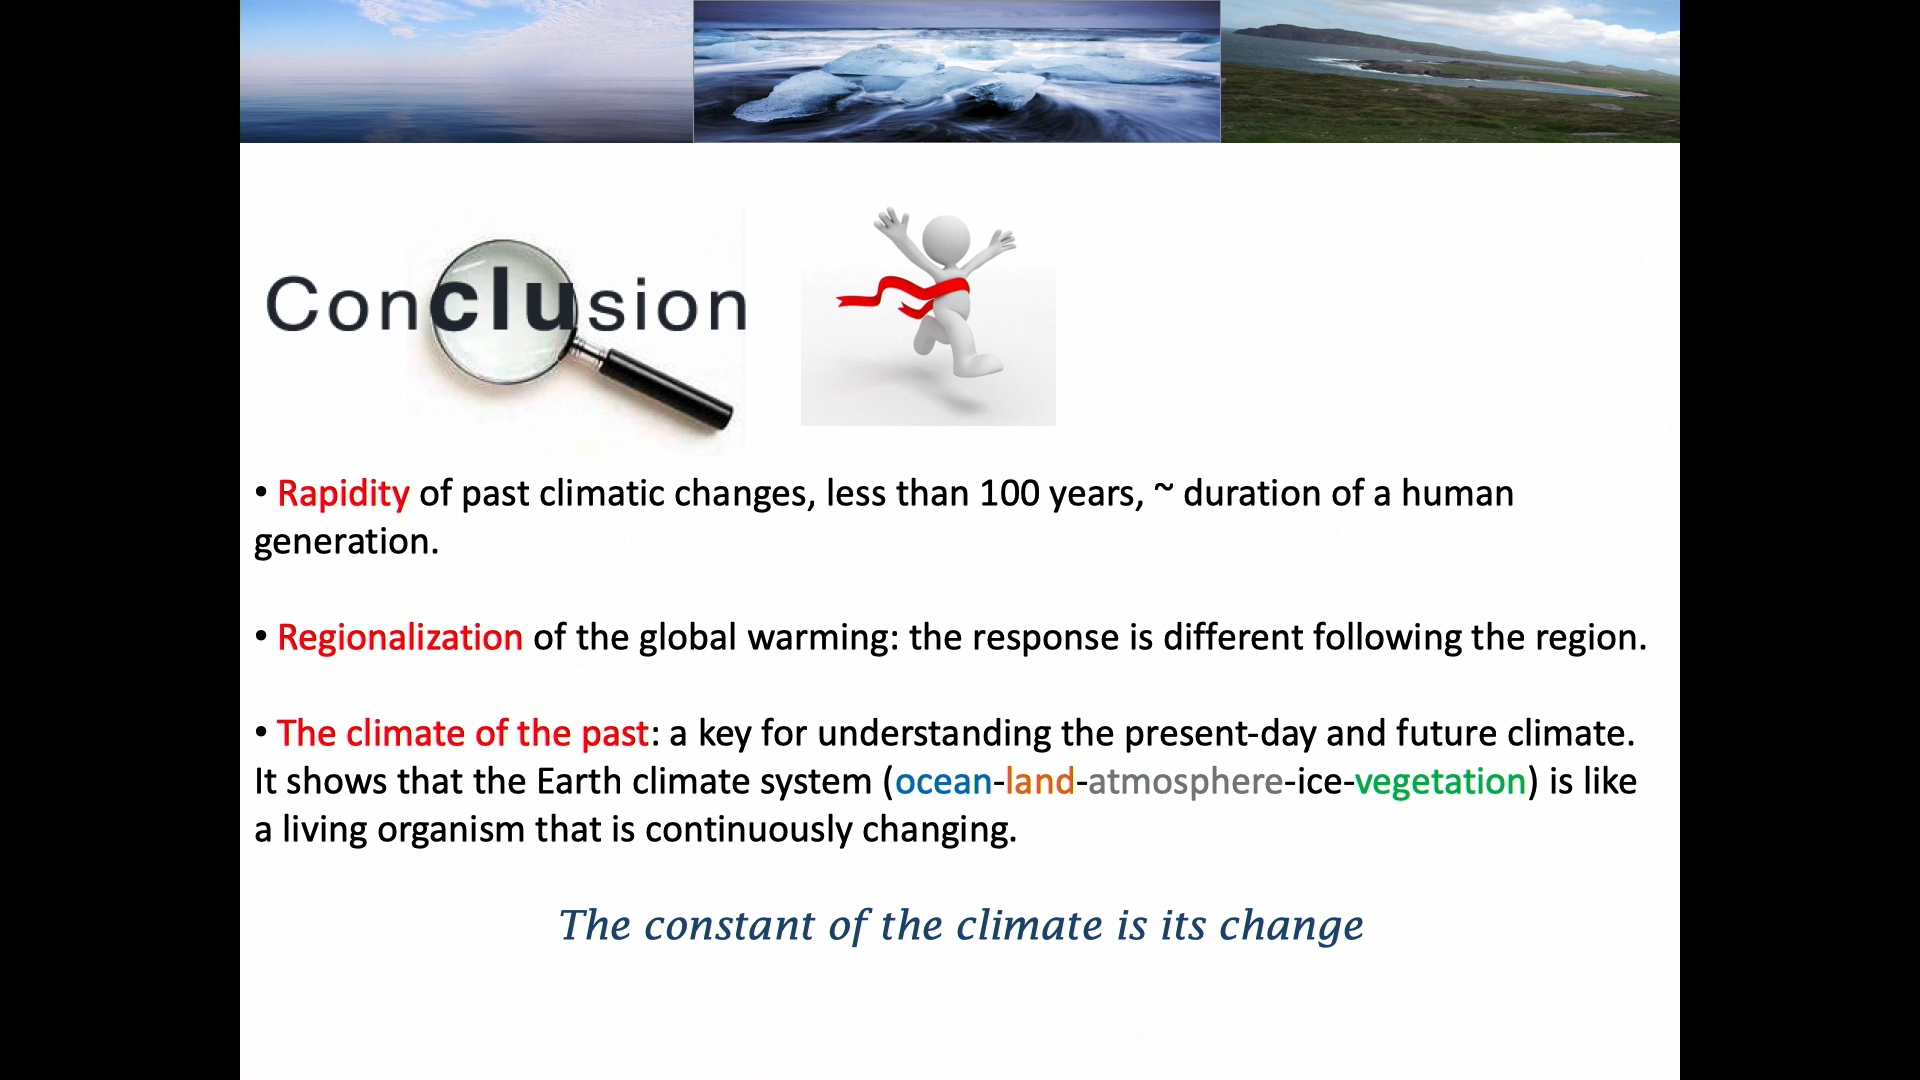 Conclusion
• Rapidity of past climatic changes, less than 100 years, ~ duration of a human
generation.
• Regionalization of the global warming: the response is different following the region.
• The climate of the past: a key for understanding the present-day and future climate.
It shows that the Earth climate system (ocean-land-atmosphere-ice-vegetation) is like
a living organism that is continuously changing.
The constant of the climate is its change